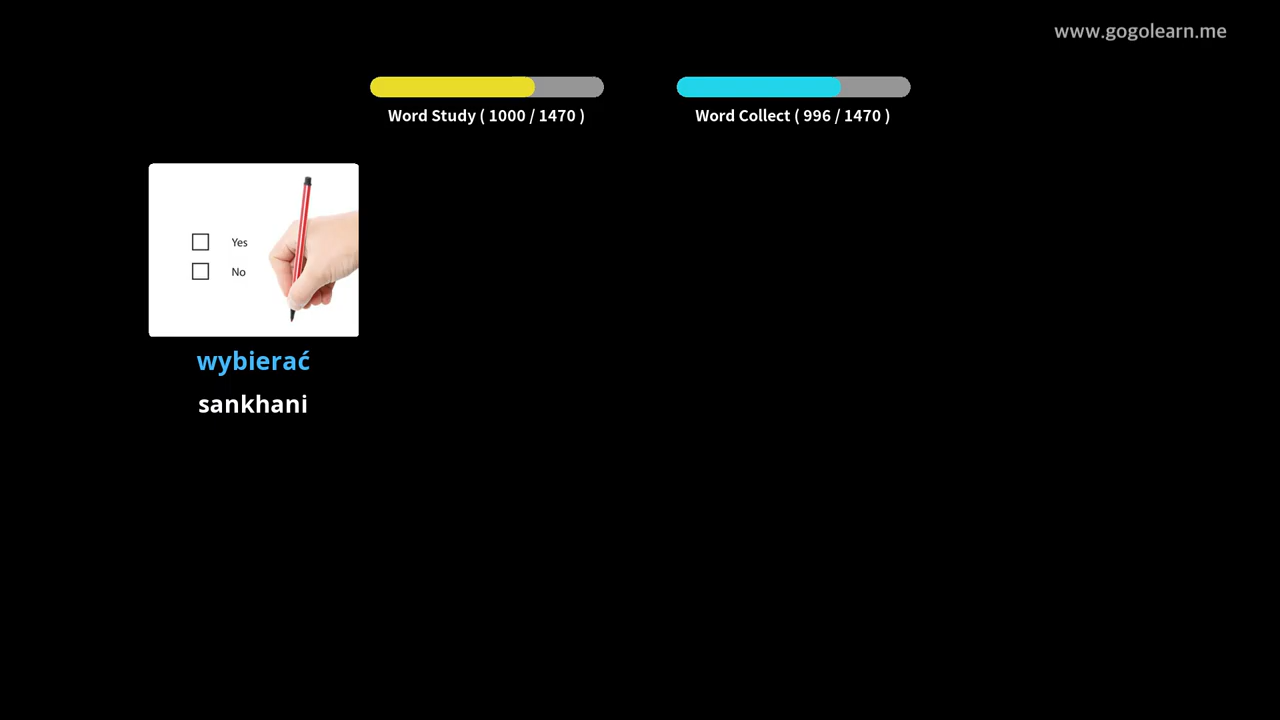 www.gogolearn.me
Word Study ( 1000 / 1470 )
Word Collect ( 996 / 1470 )
Yes
No
wybierać
sankhani